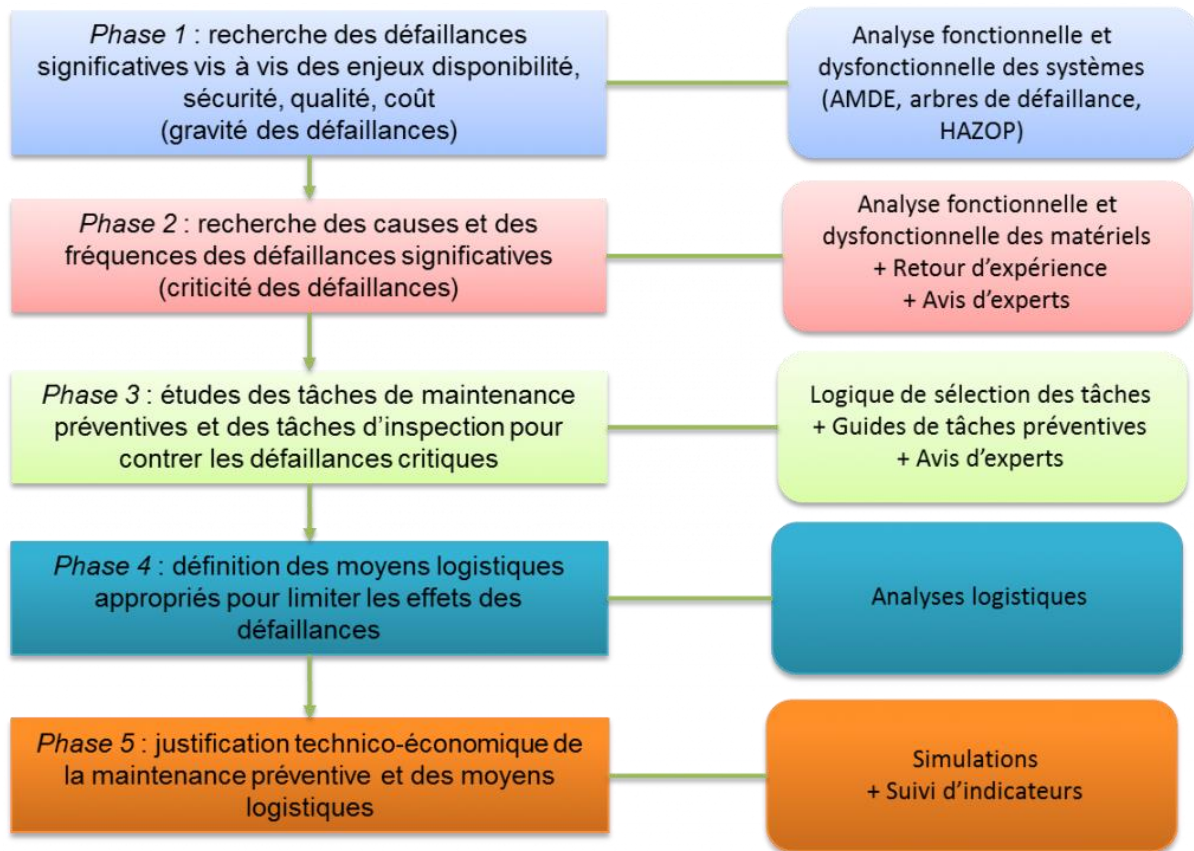 Phase 1 : recherche des défaillances
significatives vis à vis des enjeux disponibilité,
sécurité, qualité, coût
(gravité des défaillances)
Analyse fonctionnelle et
dysfonctionnelle des systèmes
(AMDE, arbres de défaillance,
HAZOP)
Phase 2 : recherche des causes et des
fréquences des défaillances significatives
(criticité des défaillances)
Analyse fonctionnelle et
dysfonctionnelle des matériels
+ Retour d'expérience
+ Avis d'experts
Phase 3 : études des tâches de maintenance
préventives et des tâches d'inspection pour
contrer les défaillances critiques
Logique de sélection des tâches
+ Guides de tâches préventives
+ Avis d'experts
Phase 4 : définition des moyens logistiques
appropriés pour limiter les effets des
défaillances
Analyses logistiques
Phase 5 : justification technico-économique de
la maintenance préventive et des moyens
logistiques
Simulations
+ Suivi d'indicateurs